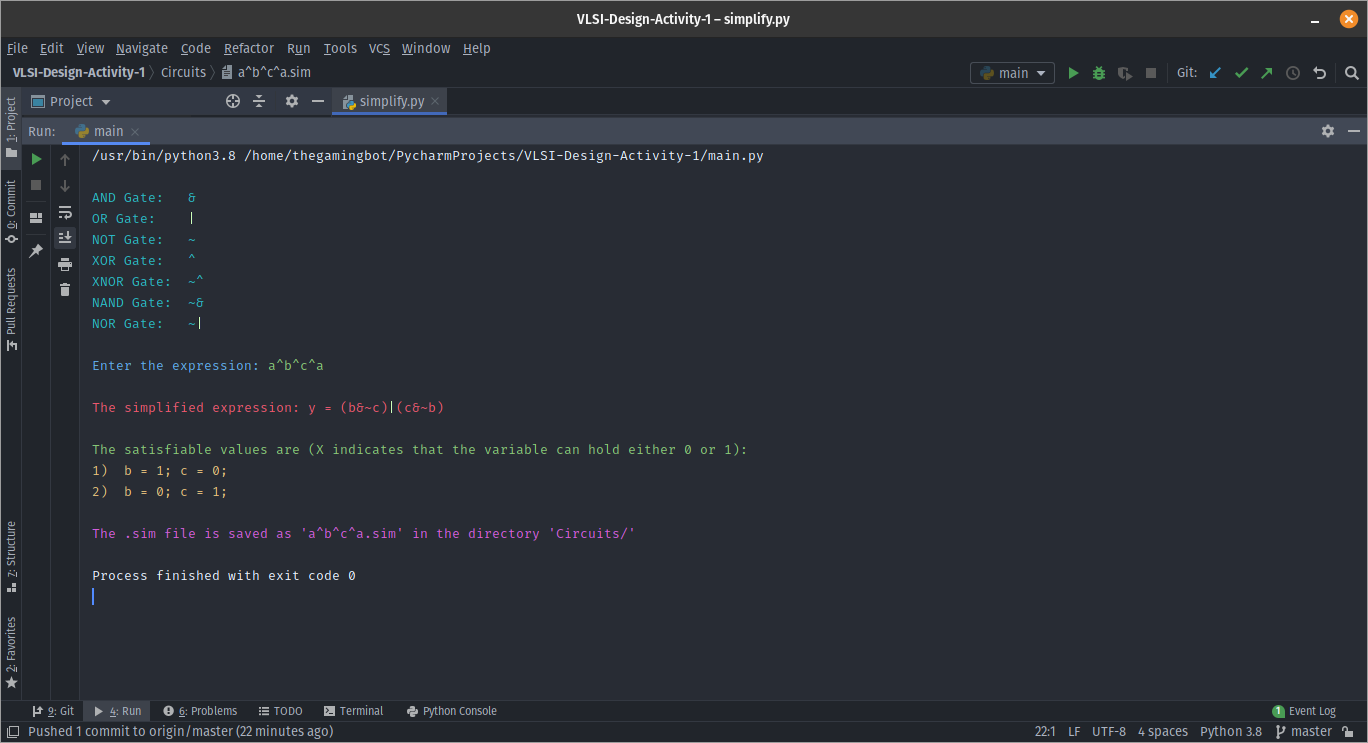 VLSI-Design-Activity-1 – simplify.py
File Edit View Navigate Code Refactor Run Tools VCS Window Help
VLSI-Design-Activity-1 Circuits a^b^c^a.sim main Git:
1: Project
Project simplify.py
Run: main
/usr/bin/python3.8 /home/thegamingbot/PycharmProjects/VLSI-Design-Activity-1/main.py
AND Gate: &
OR Gate: |
NOT Gate: ~
XOR Gate: ^
XNOR Gate: ~^
NAND Gate: ~&
NOR Gate: ~|
Enter the expression: a^b^c^a
The simplified expression: y = (b&~c)|(c&~b)
The satisfiable values are (X indicates that the variable can hold either 0 or 1):
1) b = 1; c = 0;
2) b = 0; c = 1;
The .sim file is saved as 'a^b^c^a.sim' in the directory 'Circuits/'
Process finished with exit code 0
0: Commit
Pull Requests
7: Structure
2: Favorites
9: Git 4: Run 6: Problems TODO Terminal Python Console 1 Event Log
Pushed 1 commit to origin/master (22 minutes ago) 22:1 LF UTF-8 4 spaces Python 3.8 master